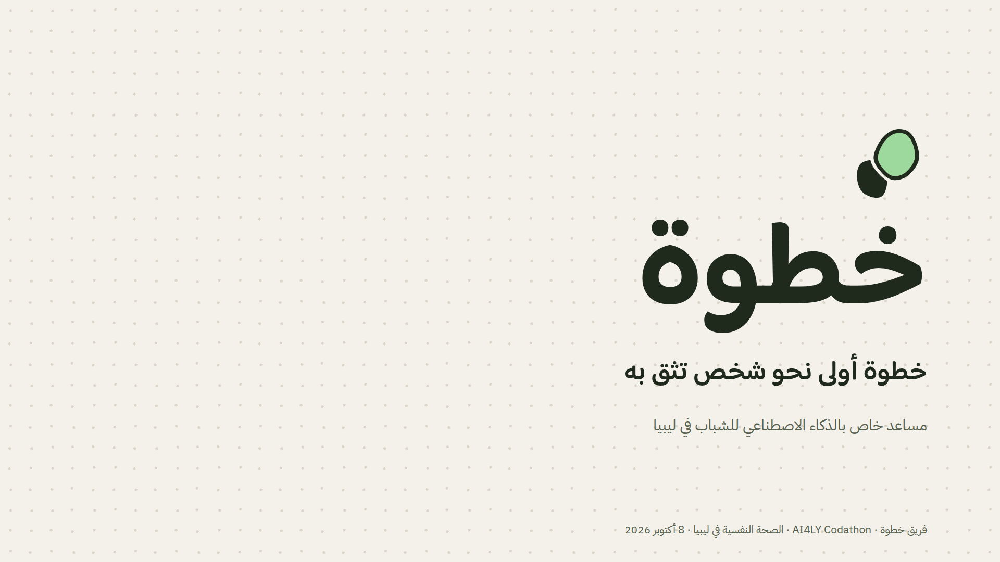 خطوة
خطوة أولى نحو شخص تثق به
مساعد خاص بالذكاء الاصطناعي للشباب في ليبيا
فريق خطوة · AI4LY Codathon · الصحة النفسية في ليبيا · 8 أكتوبر 2026